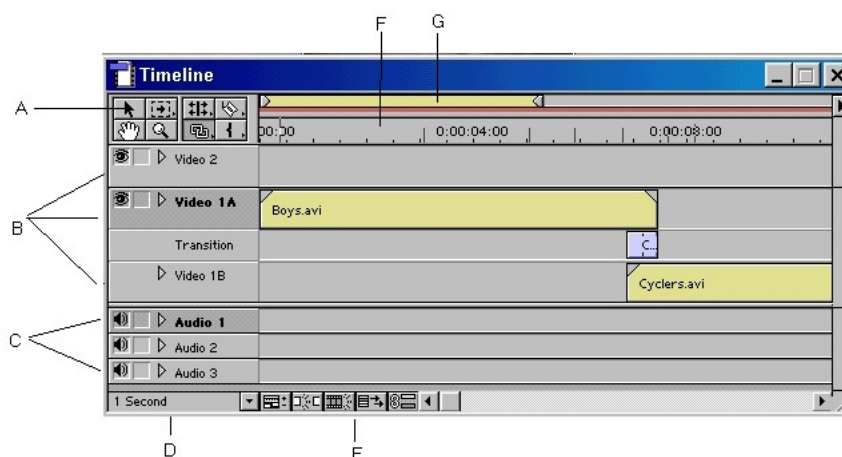 F G
Timeline
A
00:00 0:00:04:00 0:00:08:00
Video 2
B
Video 1A
Boys.avi
Transition
C...
Video 1B
Cyclers.avi
C
Audio 1
Audio 2
Audio 3
1 Second
D E